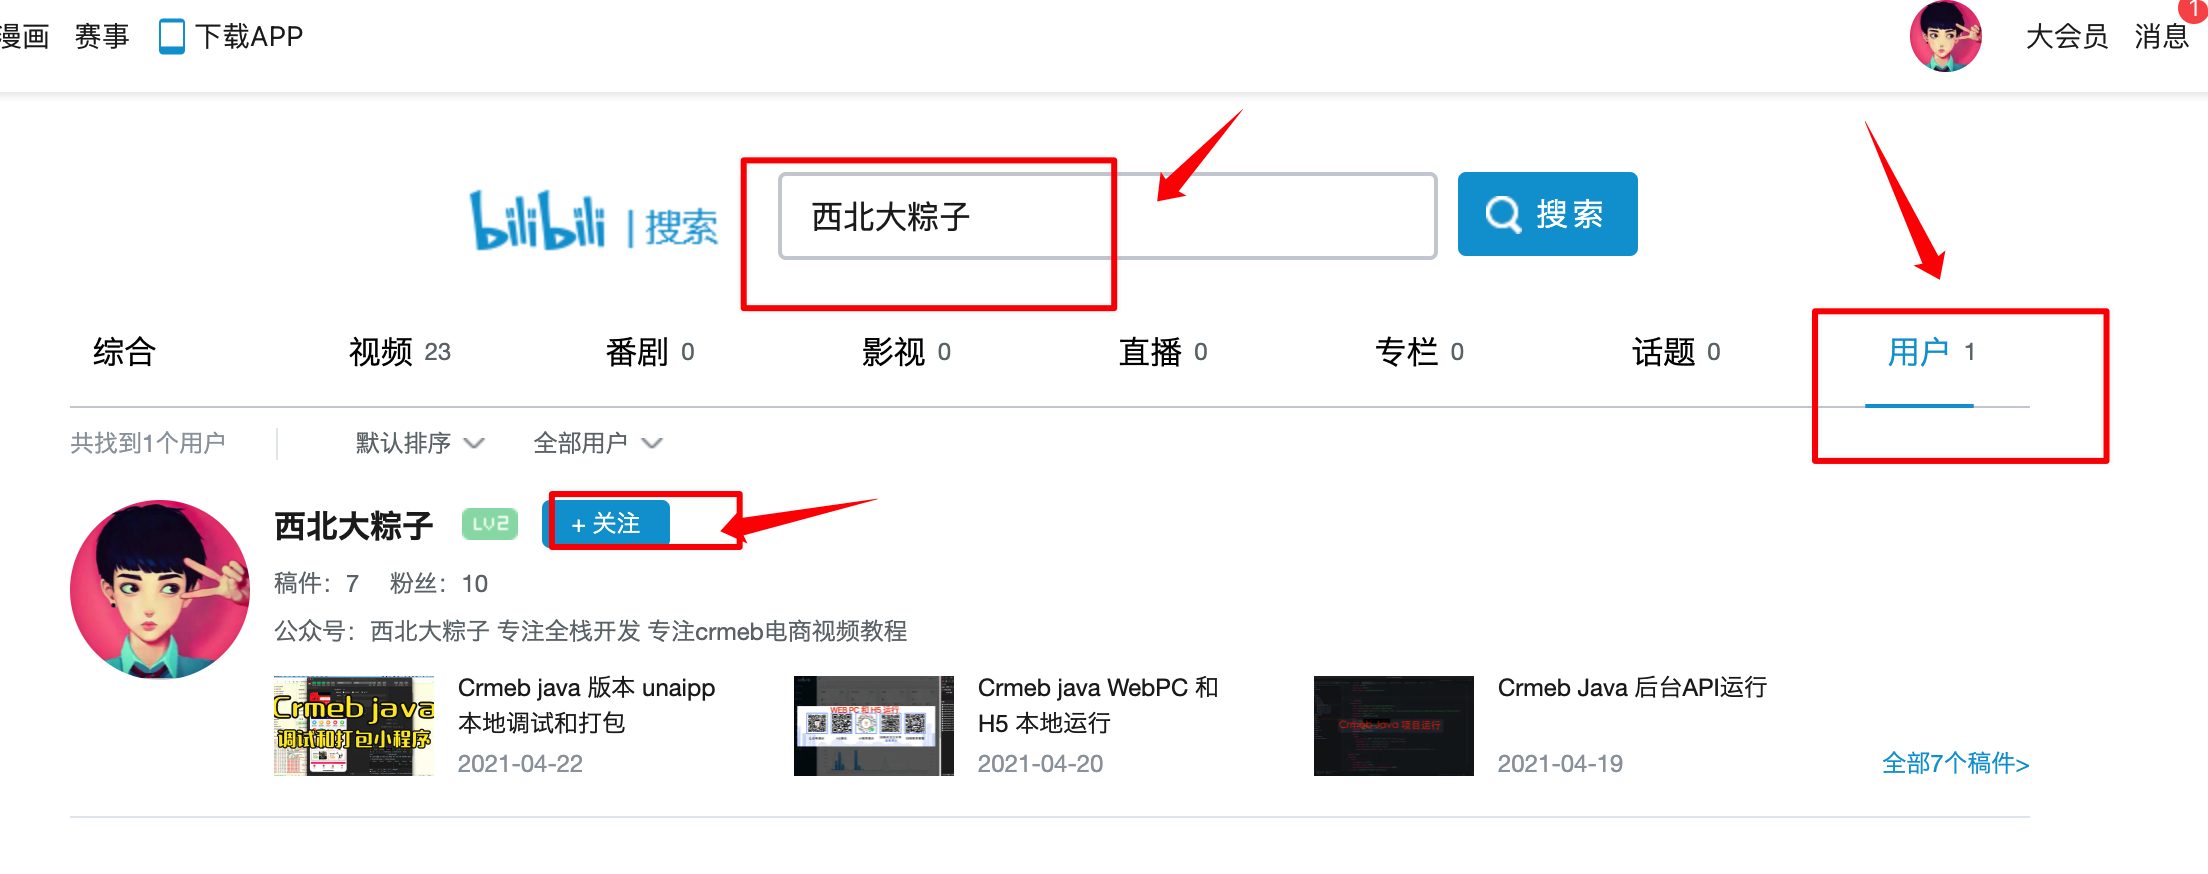 漫画 赛事 下载APP 大会员 消息 1
bilibili | 搜索 西北大粽子 搜索
综合 视频 23 番剧 0 影视 0 直播 0 专栏 0 话题 0 用户 1
共找到1个用户 默认排序 全部用户
西北大粽子 LV2 + 关注
稿件：7 粉丝：10
公众号：西北大粽子 专注全栈开发 专注crmeb电商视频教程
Crmeb java
调试和打包小程序
Crmeb java 版本 unaipp
本地调试和打包
2021-04-22
WEB PC 和 H5 运行
Crmeb java WebPC 和
H5 本地运行
2021-04-20
Crmeb Java 项目运行
Crmeb Java 后台API运行
2021-04-19
全部7个稿件>